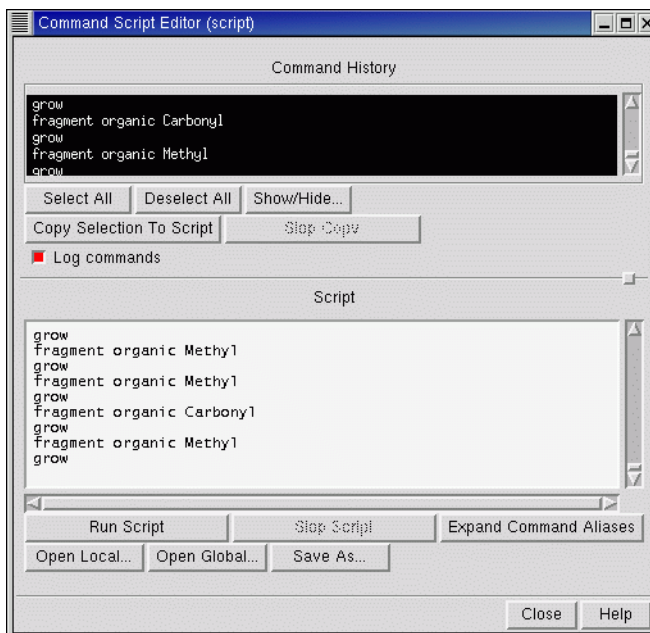 Command Script Editor (script)
Command History
grow
fragment organic Carbonyl
grow
fragment organic Methyl
grow
Select All Deselect All Show/Hide...
Copy Selection To Script Stop Copy
Log commands
Script
grow
fragment organic Methyl
grow
fragment organic Methyl
grow
fragment organic Carbonyl
grow
fragment organic Methyl
grow
Run Script Stop Script Expand Command Aliases
Open Local... Open Global... Save As...
Close Help